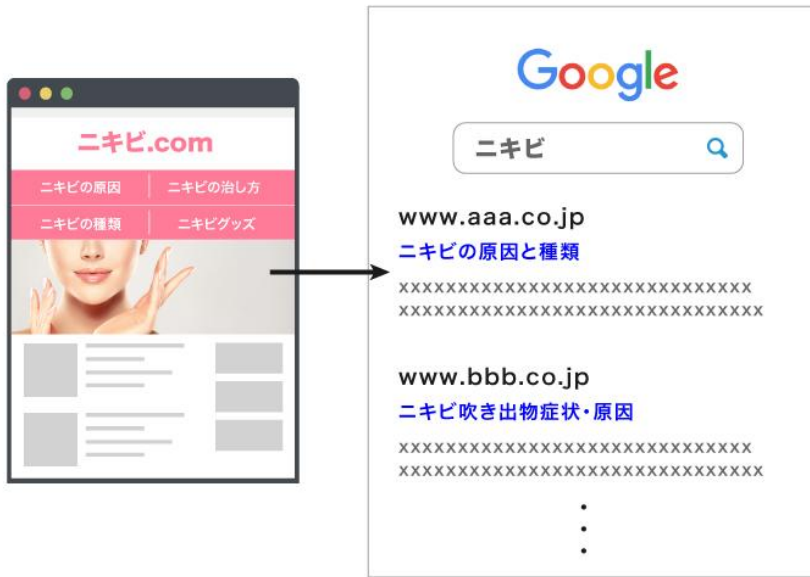 ニキビ.com
ニキビの原因 ニキビの治し方
ニキビの種類 ニキビグッズ
Google
ニキビ
www.aaa.co.jp
ニキビの原因と種類
xxxxxxxxxxxxxxxxxxxxxxxxxxxxxx
xxxxxxxxxxxxxxxxxxxxxxxxxxxxxxx
www.bbb.co.jp
ニキビ吹き出物症状・原因
xxxxxxxxxxxxxxxxxxxxxxxxxxxxxx
xxxxxxxxxxxxxxxxxxxxxxxxxxxxxxx